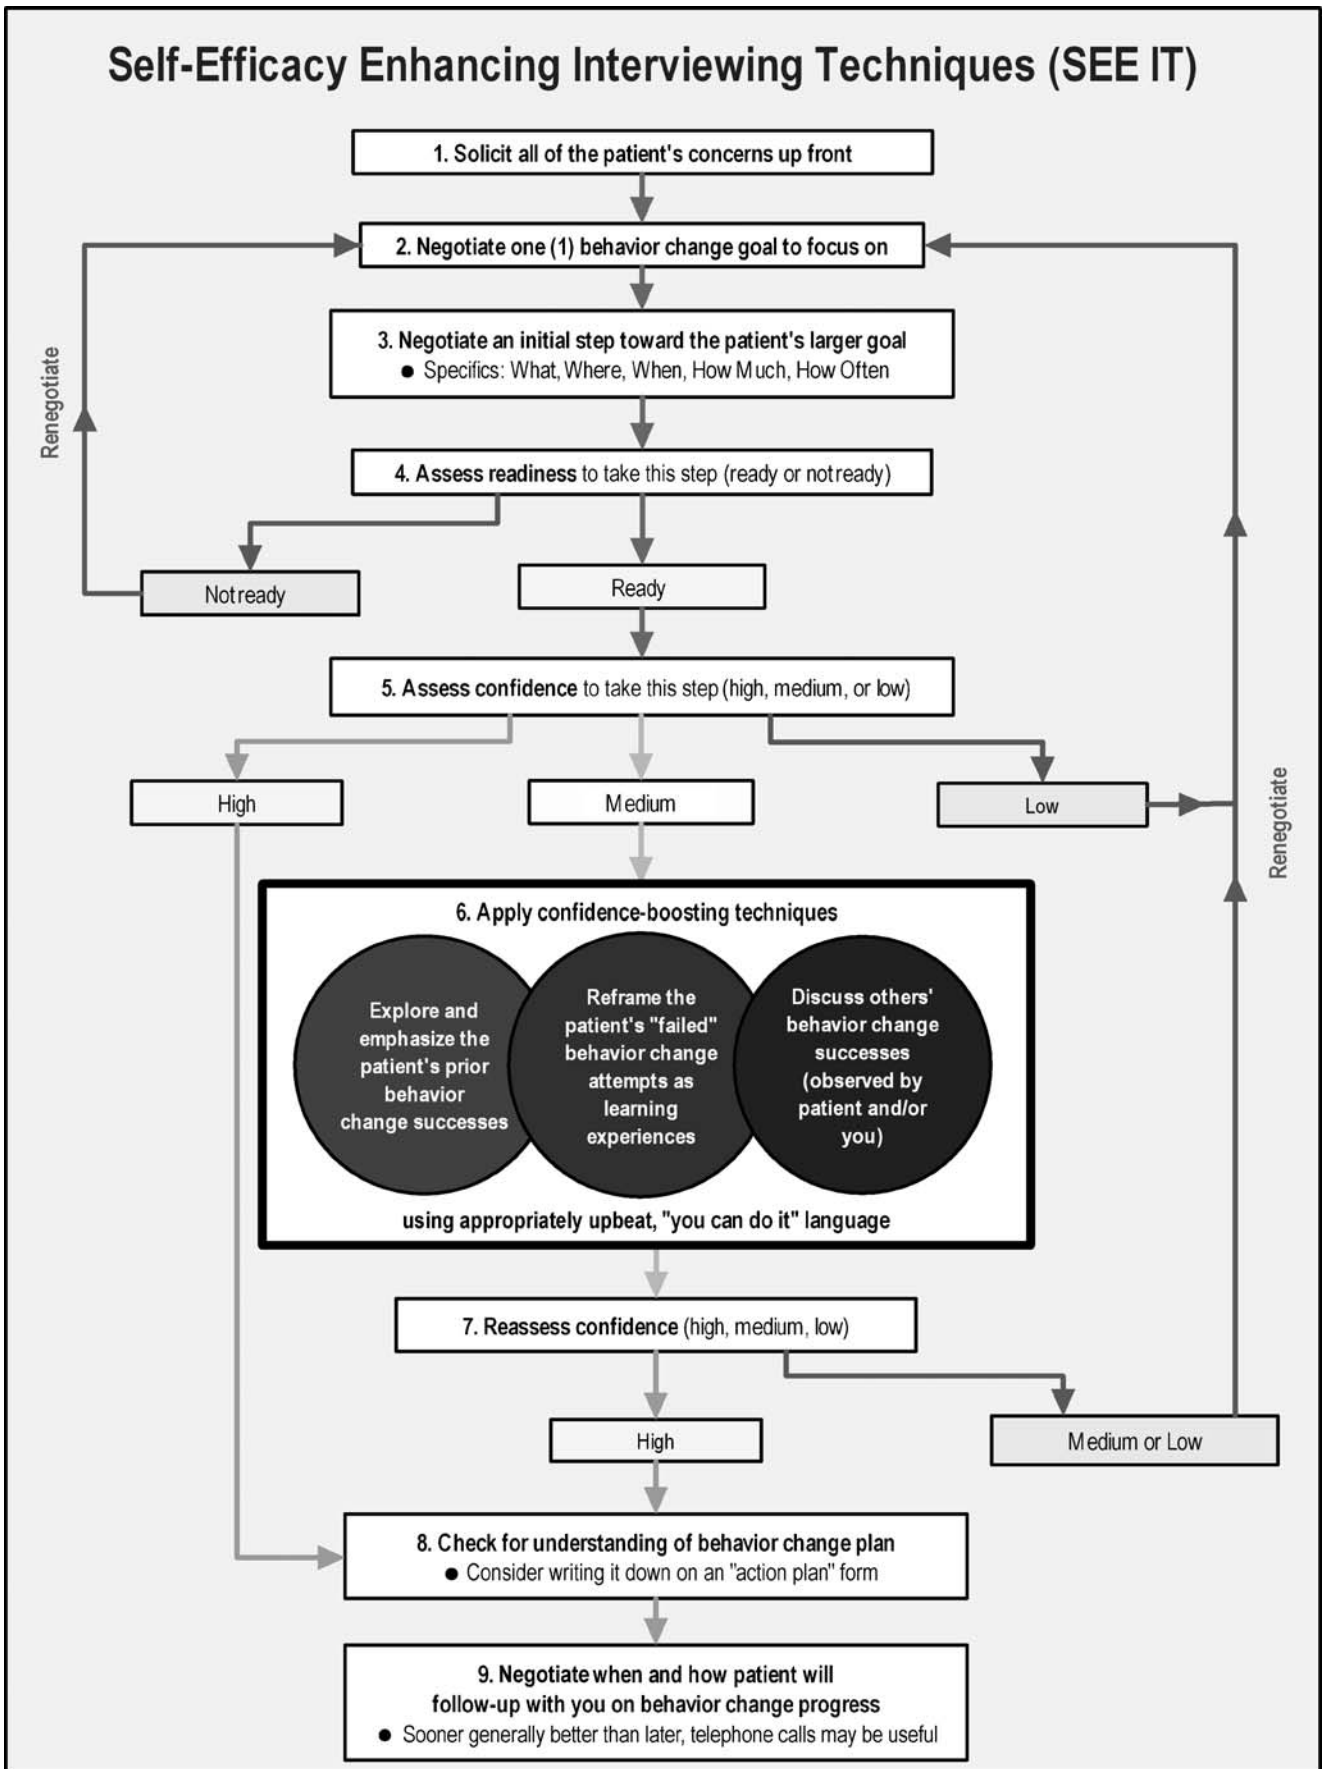 Self-Efficacy Enhancing Interviewing Techniques (SEE IT)
1. Solicit all of the patient's concerns up front
2. Negotiate one (1) behavior change goal to focus on
3. Negotiate an initial step toward the patient's larger goal
● Specifics: What, Where, When, How Much, How Often
Renegotiate
4. Assess readiness to take this step (ready or not ready)
Not ready
Ready
5. Assess confidence to take this step (high, medium, or low)
High
Medium
Low
Renegotiate
6. Apply confidence-boosting techniques
Explore and
emphasize the
patient's prior
behavior
change successes
Reframe the
patient's "failed"
behavior change
attempts as
learning
experiences
Discuss others'
behavior change
successes
(observed by
patient and/or
you)
using appropriately upbeat, "you can do it" language
7. Reassess confidence (high, medium, low)
High
Medium or Low
8. Check for understanding of behavior change plan
● Consider writing it down on an "action plan" form
9. Negotiate when and how patient will
follow-up with you on behavior change progress
● Sooner generally better than later, telephone calls may be useful